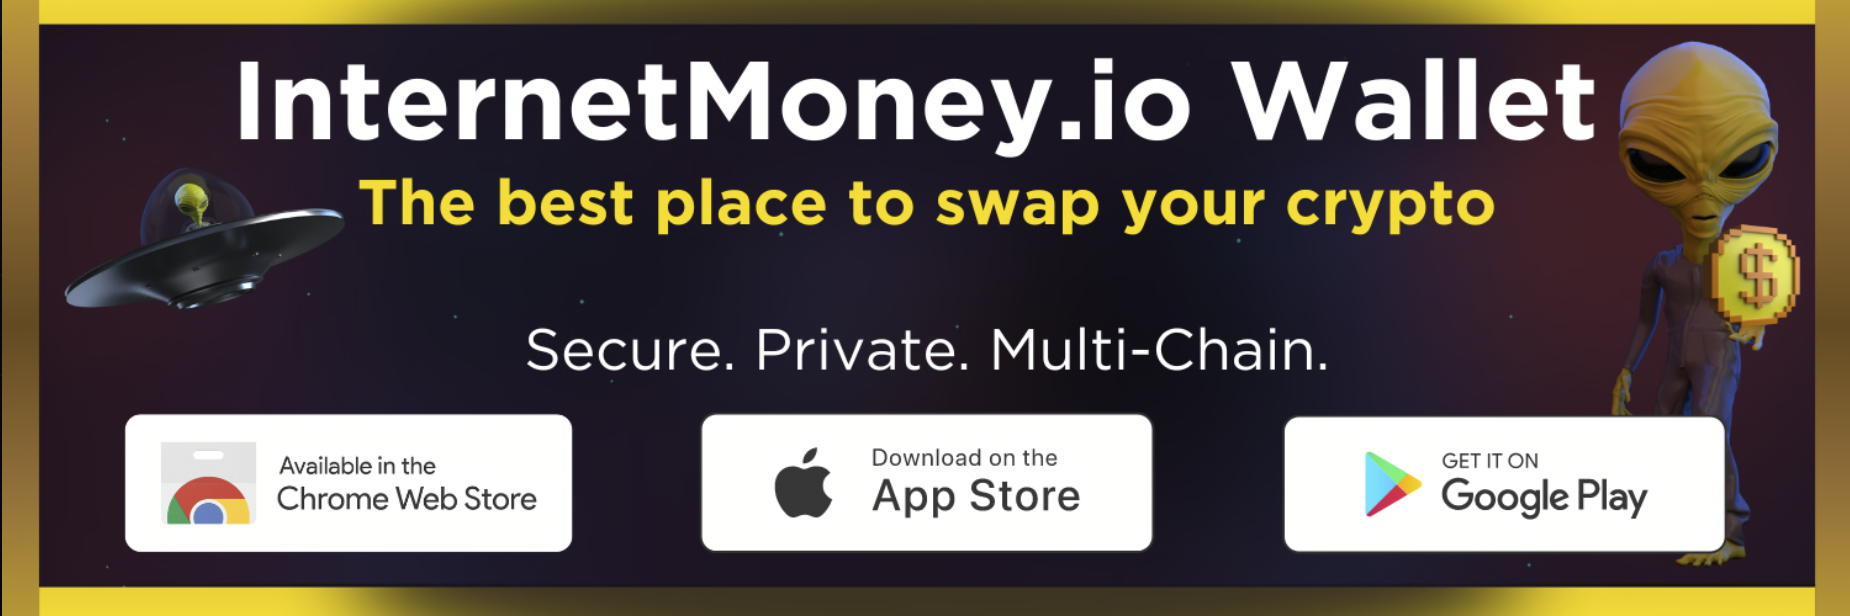 InternetMoney.io Wallet
The best place to swap your crypto
Secure. Private. Multi-Chain.
Available in the
Chrome Web Store
Download on the
App Store
GET IT ON
Google Play
$